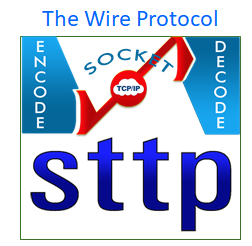 The Wire Protocol
ENCODE
SOCKET
DECODE
TCP/IP
sttp